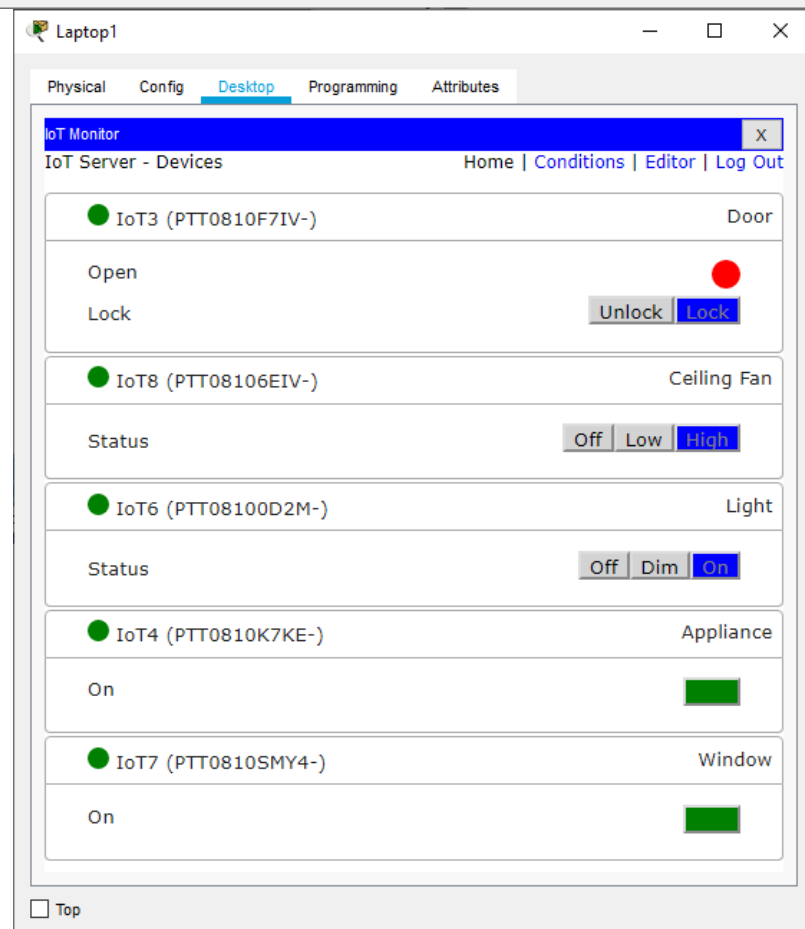 Laptop1
Physical Config Desktop Programming Attributes
IoT Monitor X
IoT Server - Devices Home | Conditions | Editor | Log Out
IoT3 (PTT0810F7IV-) Door
Open
Lock Unlock Lock
IoT8 (PTT08106EIV-) Ceiling Fan
Status Off Low High
IoT6 (PTT08100D2M-) Light
Status Off Dim On
IoT4 (PTT0810K7KE-) Appliance
On
IoT7 (PTT0810SMY4-) Window
On
Top